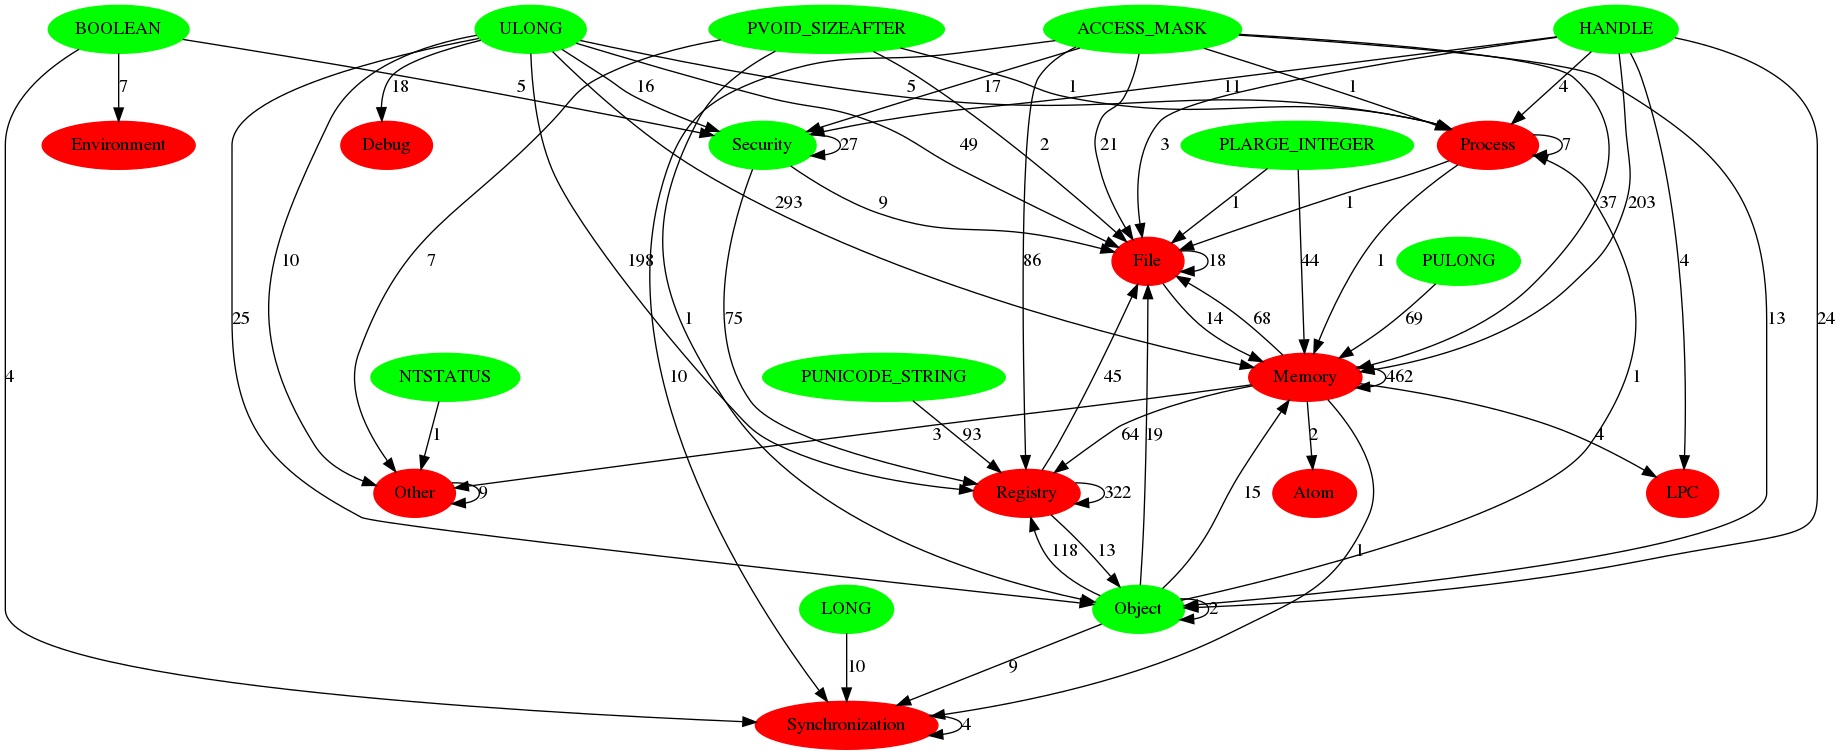 BOOLEAN ULONG PVOID_SIZEAFTER ACCESS_MASK HANDLE
7 18 5 16 5 17 1 11 1 4
Environment Debug Security 27 PLARGE_INTEGER Process 7
293 9 49 2 21 3 1 1 37 203
10 7 198 86 File 18 44 1 PULONG 4
25 1 75 14 68 69 1 13 24
4 NTSTATUS 10 PUNICODE_STRING 45 Memory 462
1 3 93 64 19 2 4
Other 9 Registry 322 15 Atom LPC
118 13 1
LONG Object 2
10 9
Synchronization 4